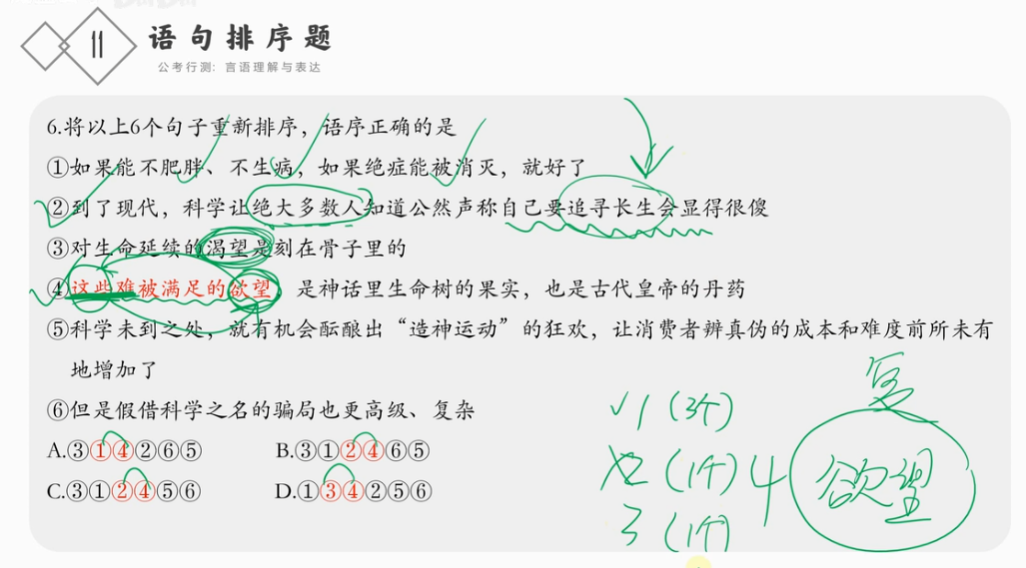 11 语句排序题
公考行测：言语理解与表达
6.将以上6个句子重新排序，语序正确的是
①如果能不肥胖、不生病，如果绝症能被消灭，就好了
②到了现代，科学让绝大多数人知道公然声称自己要追寻长生会显得很傻
③对生命延续的渴望是刻在骨子里的
④这些难被满足的欲望，是神话里生命树的果实，也是古代皇帝的丹药
⑤科学未到之处，就有机会酝酿出“造神运动”的狂欢，让消费者辨真伪的成本和难度前所未有
地增加了
⑥但是假借科学之名的骗局也更高级、复杂
A.③①④②⑥⑤ B.③①②④⑥⑤
C.③①②④⑤⑥ D.①③④②⑤⑥
1（3个）
2（1个）4 欲望
3（1个）